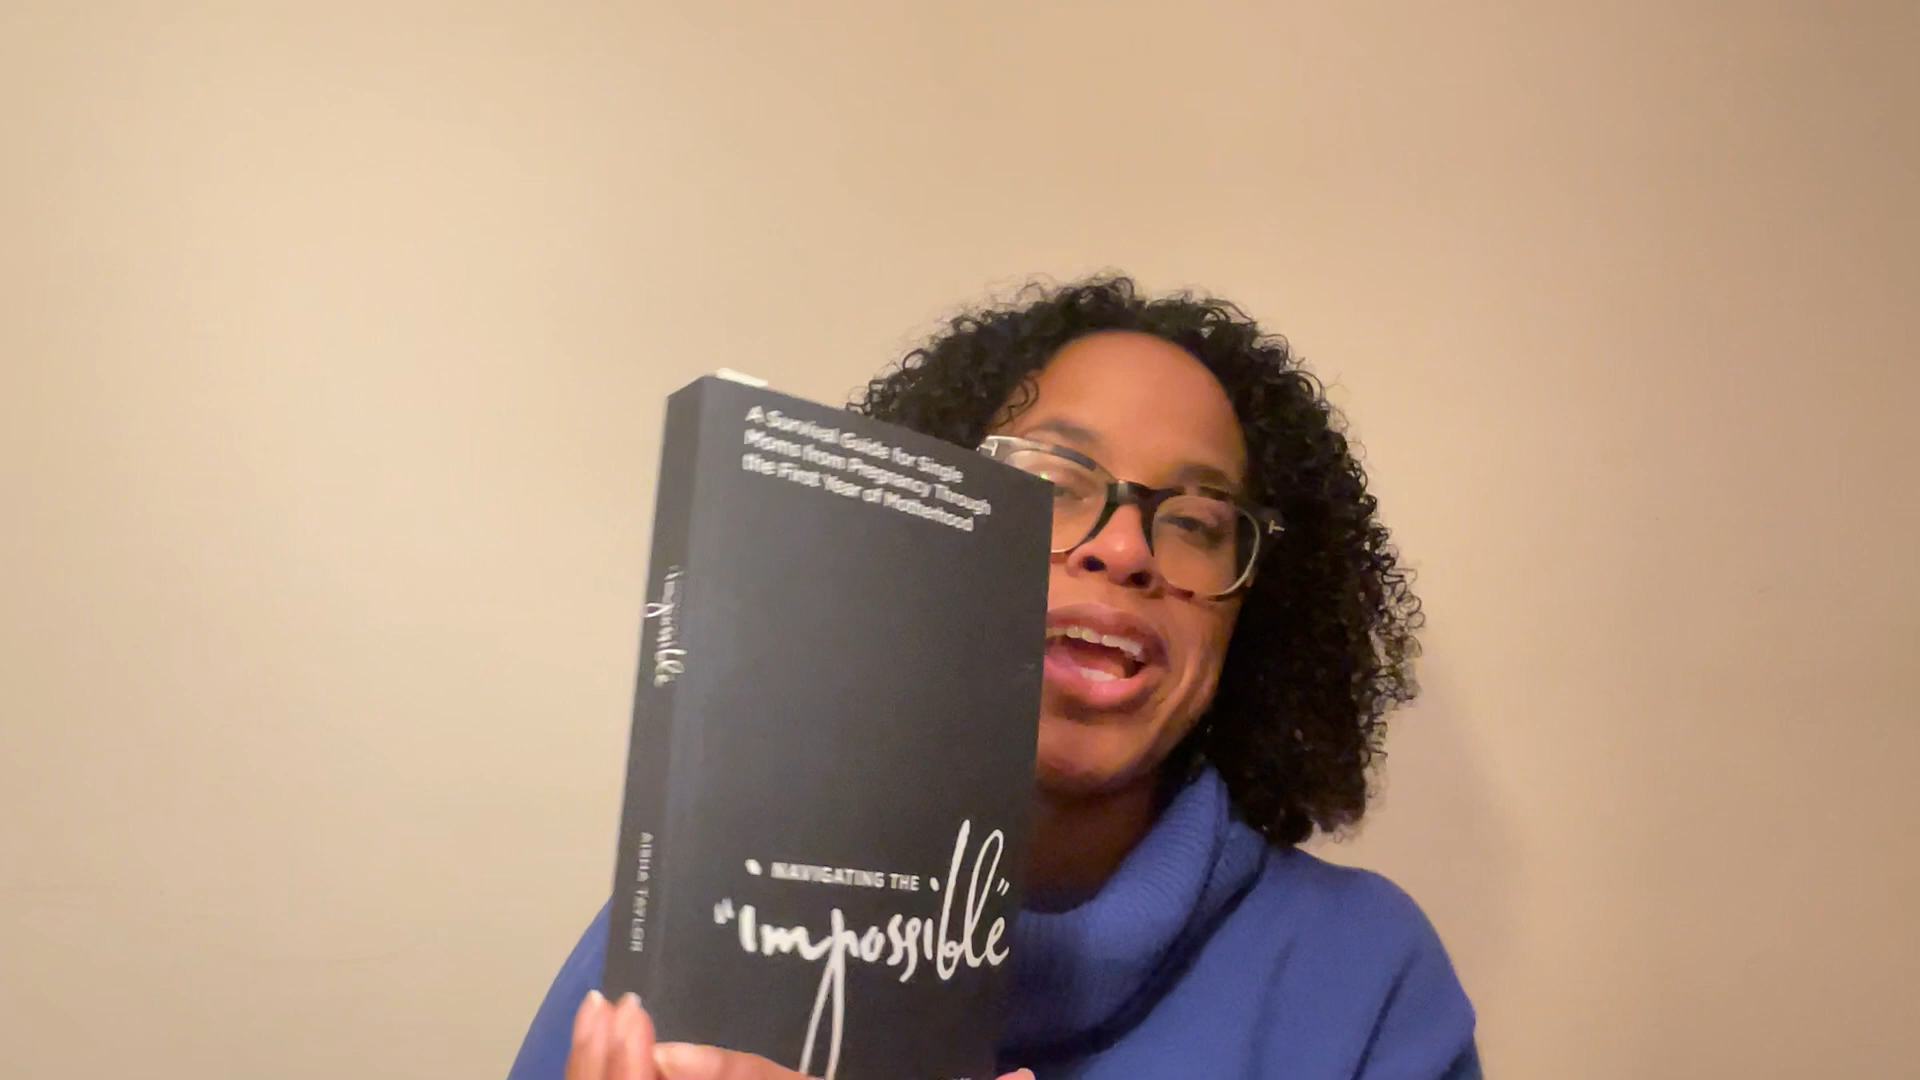 A Survival Guide for Single
Moms from Pregnancy Through
the First Year of Motherhood
NAVIGATING THE
"Impossible"
"Impossible"
AISHA TAYLOR